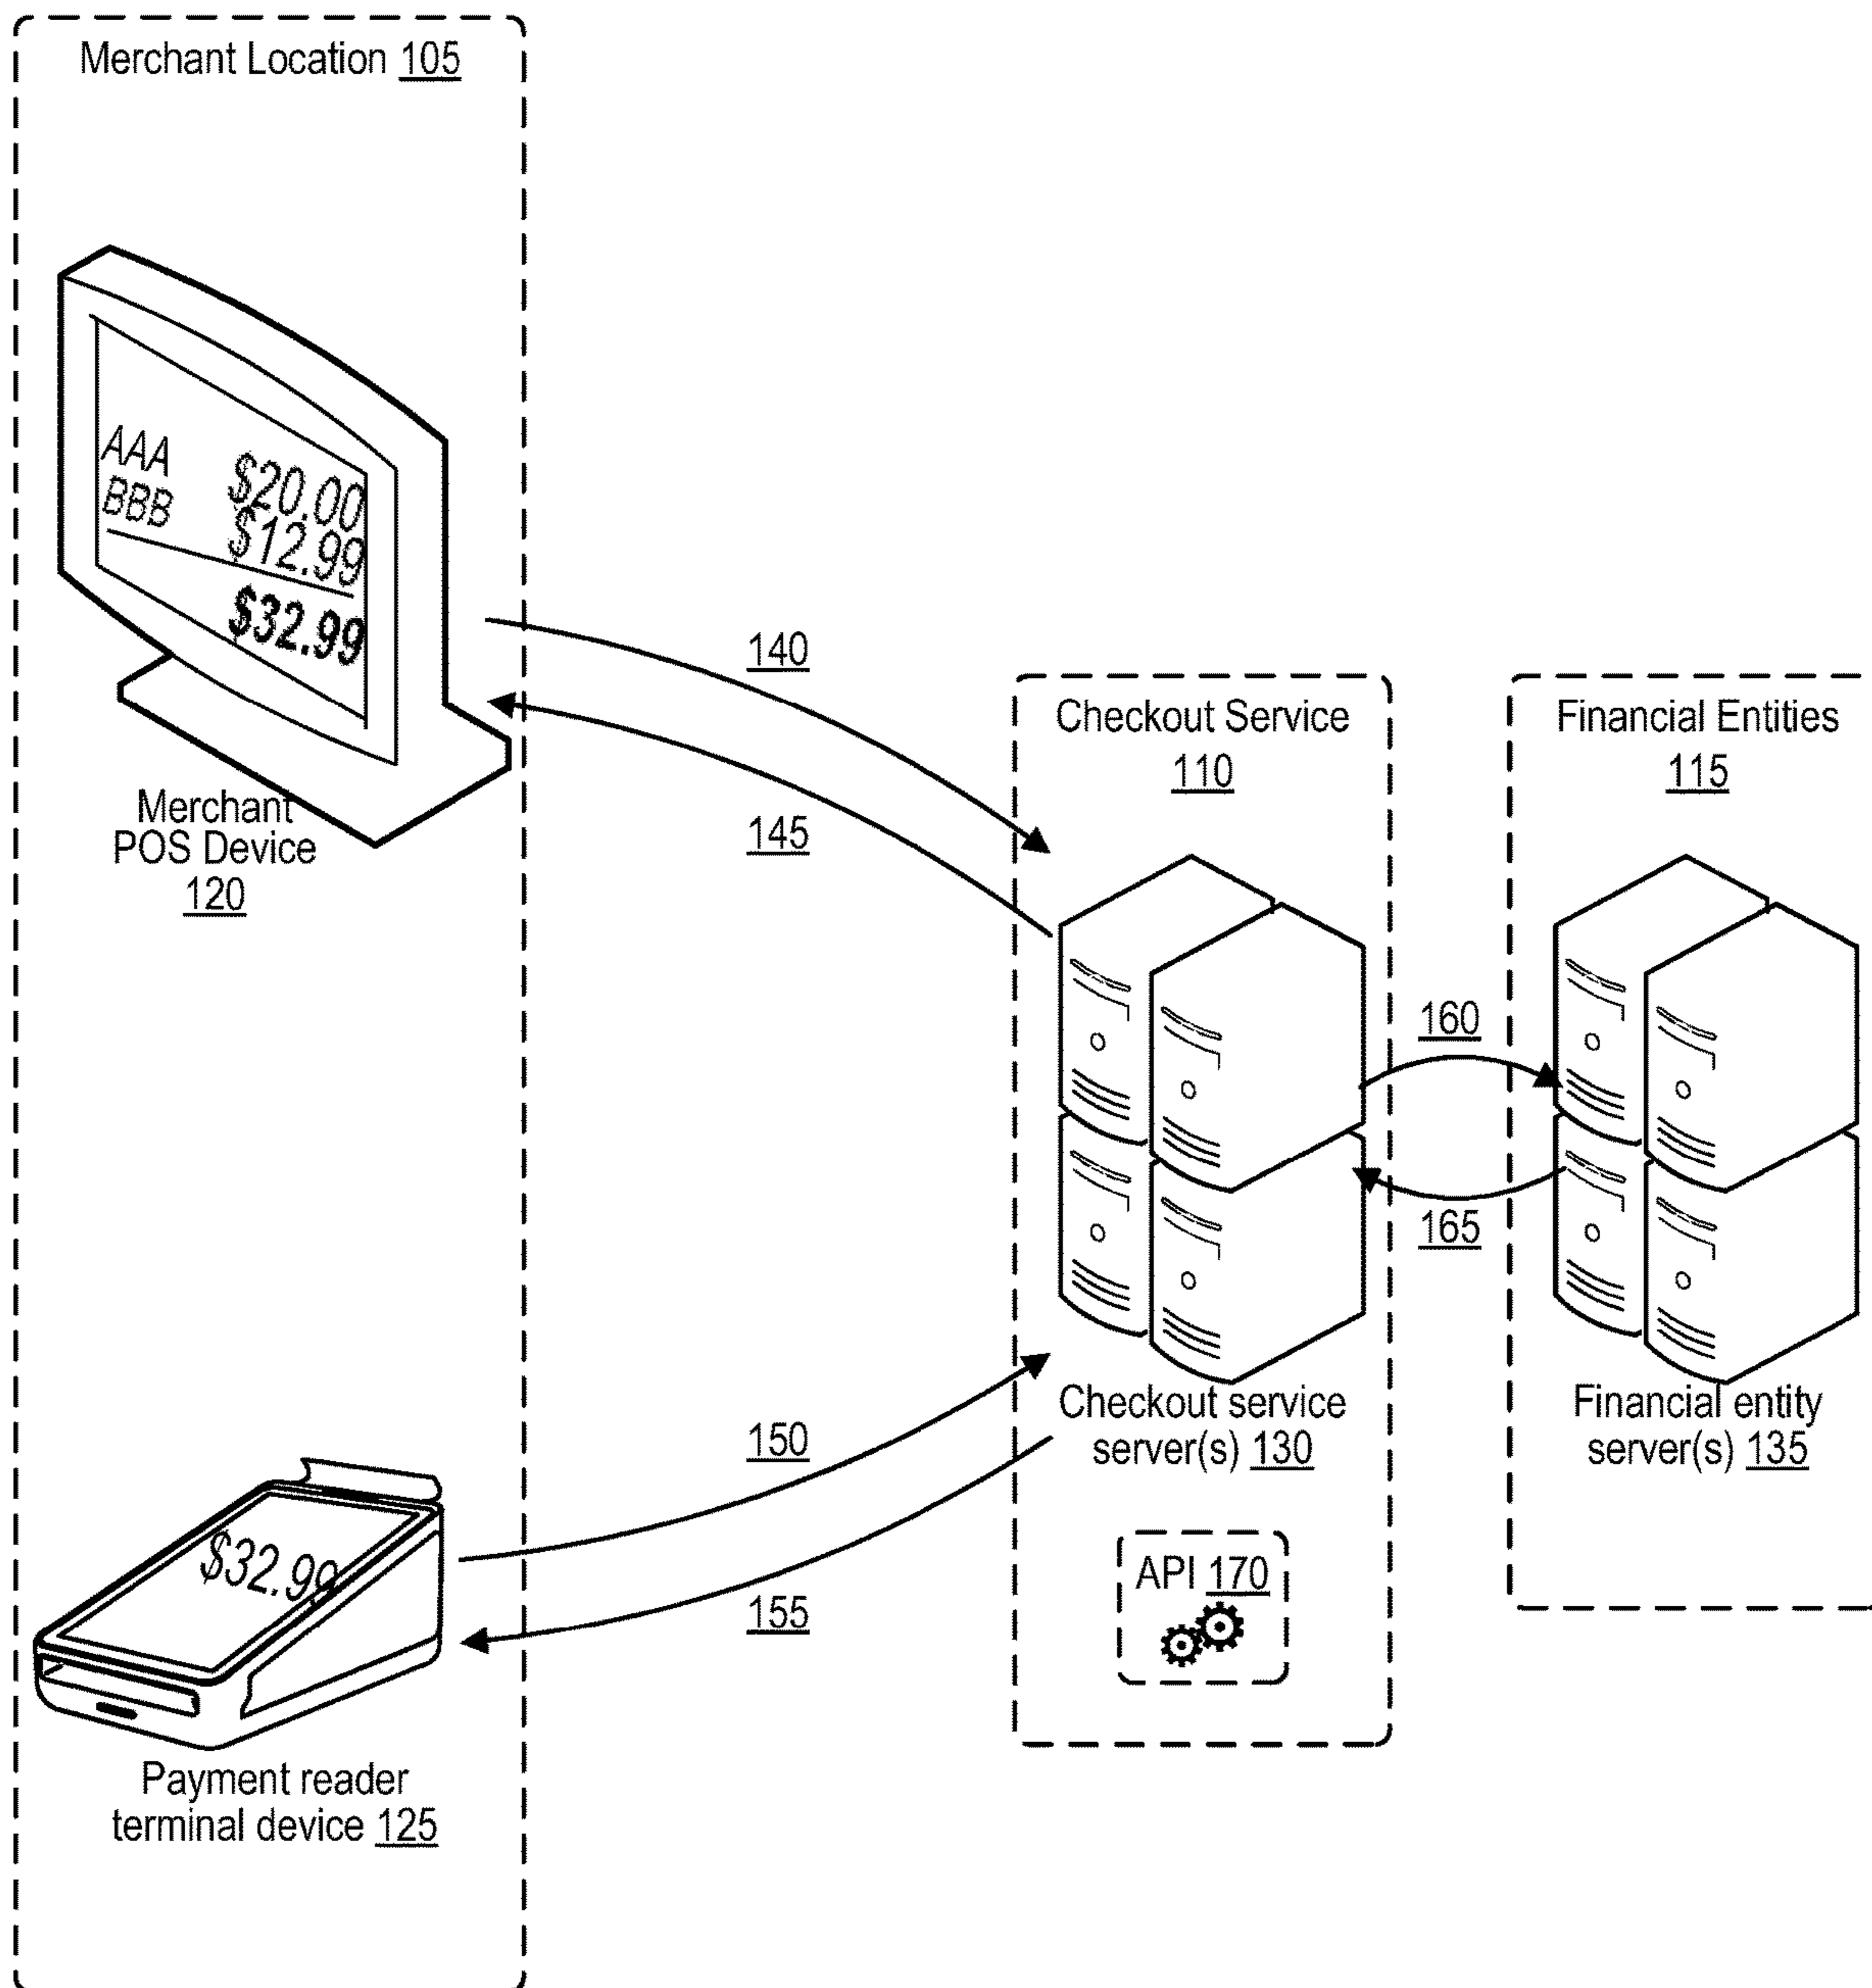 Merchant Location 105
AAA $20.00
BBB $12.99
$32.99
Merchant
POS Device
120
140
145
Checkout Service
110
Financial Entities
115
160
165
Checkout service
server(s) 130
Financial entity
server(s) 135
150
155
API 170
$32.99
Payment reader
terminal device 125